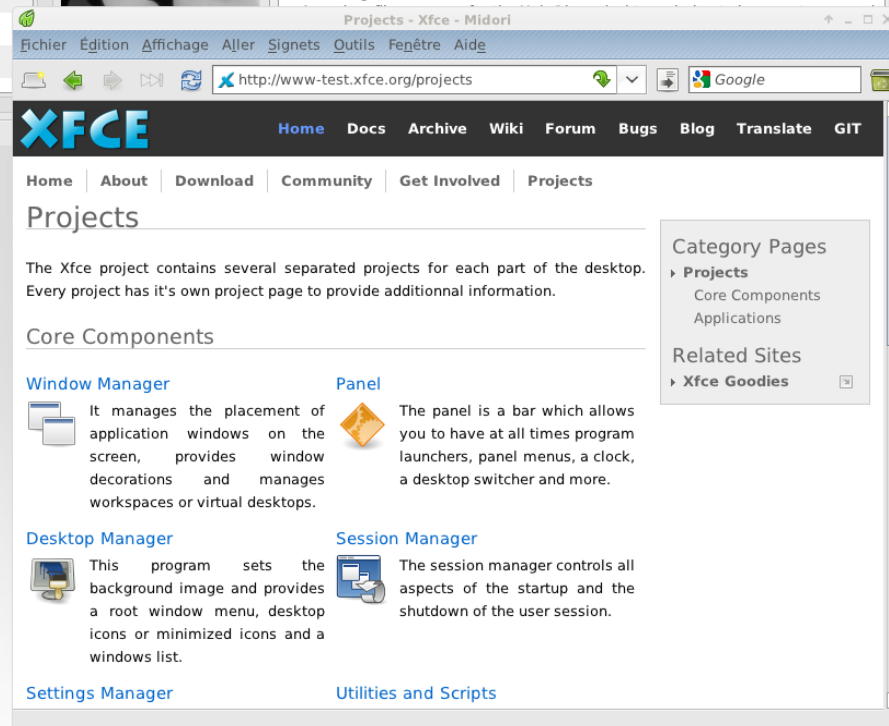 Projects - Xfce - Midori
Fichier Édition Affichage Aller Signets Outils Fenêtre Aide
http://www-test.xfce.org/projects Google
XFCE Home Docs Archive Wiki Forum Bugs Blog Translate GIT
Home About Download Community Get Involved Projects
Projects
The Xfce project contains several separated projects for each part of the desktop.
Every project has it's own project page to provide additionnal information.
Core Components
Window Manager
It manages the placement of
application windows on the
screen, provides window
decorations and manages
workspaces or virtual desktops.
Panel
The panel is a bar which allows
you to have at all times program
launchers, panel menus, a clock,
a desktop switcher and more.
Desktop Manager
This program sets the
background image and provides
a root window menu, desktop
icons or minimized icons and a
windows list.
Session Manager
The session manager controls all
aspects of the startup and the
shutdown of the user session.
Settings Manager
Utilities and Scripts
Category Pages
Projects
Core Components
Applications
Related Sites
Xfce Goodies